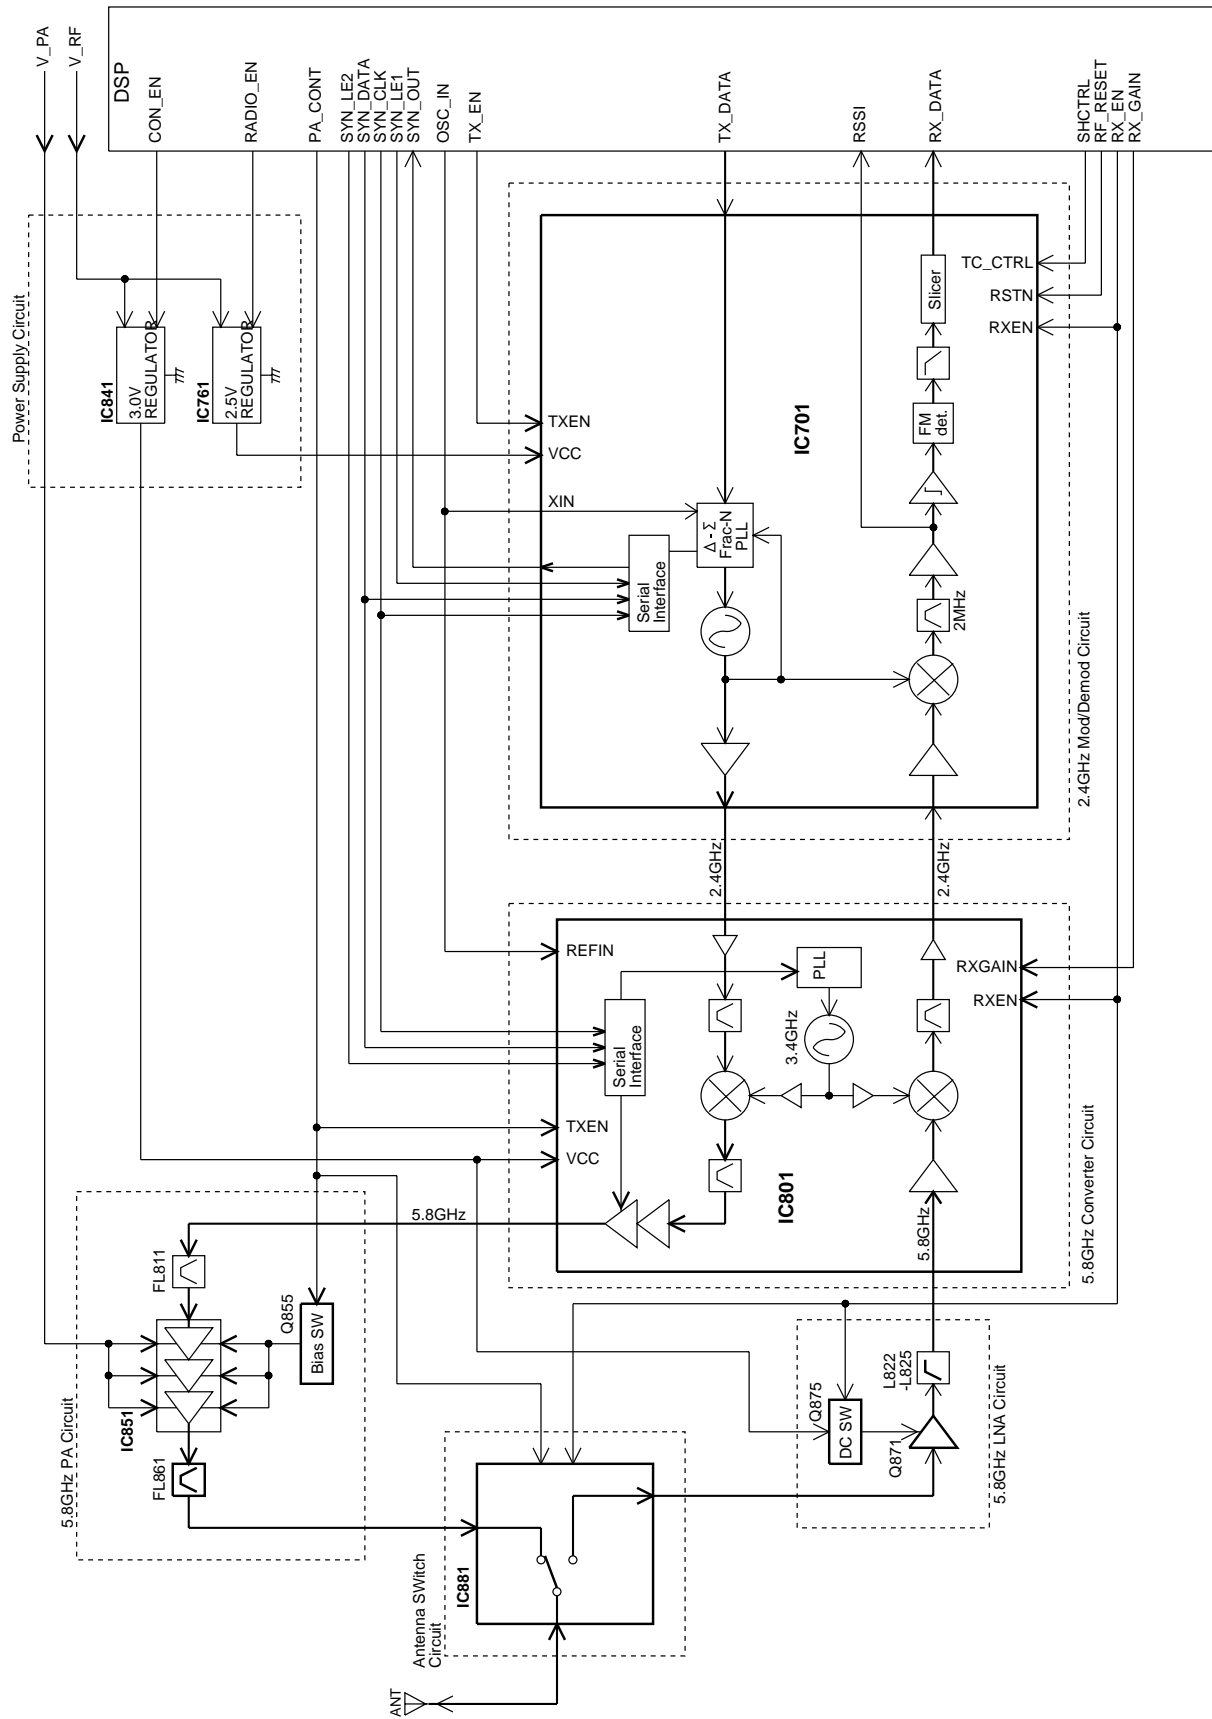 V_PA
V_RF
DSP
CON_EN
RADIO_EN
PA_CONT
SYN_LE2
SYN_DATA
SYN_CLK
SYN_LE1
SYN_OUT
OSC_IN
TX_EN
TX_DATA
RSSI
RX_DATA
SHCTRL
RF_RESET
RX_EN
RX_GAIN
Power Supply Circuit
IC841
3.0V
REGULATOR
IC761
2.5V
REGULATOR
TXEN
VCC
XIN
IC701
TC_CTRL
RSTN
RXEN
Slicer
FM
det.
Δ - Σ
Frac-N
PLL
Serial
Interface
2MHz
2.4GHz Mod/Demod Circuit
2.4GHz
2.4GHz
REFIN
PLL
RXGAIN
RXEN
3.4GHz
Serial
Interface
TXEN
VCC
IC801
5.8GHz
5.8GHz
5.8GHz Converter Circuit
FL811
Q855
Bias SW
IC851
FL861
5.8GHz PA Circuit
Q875
DC SW
Q871
L822
-L825
5.8GHz LNA Circuit
IC881
Antenna SWitch
Circuit
ANT